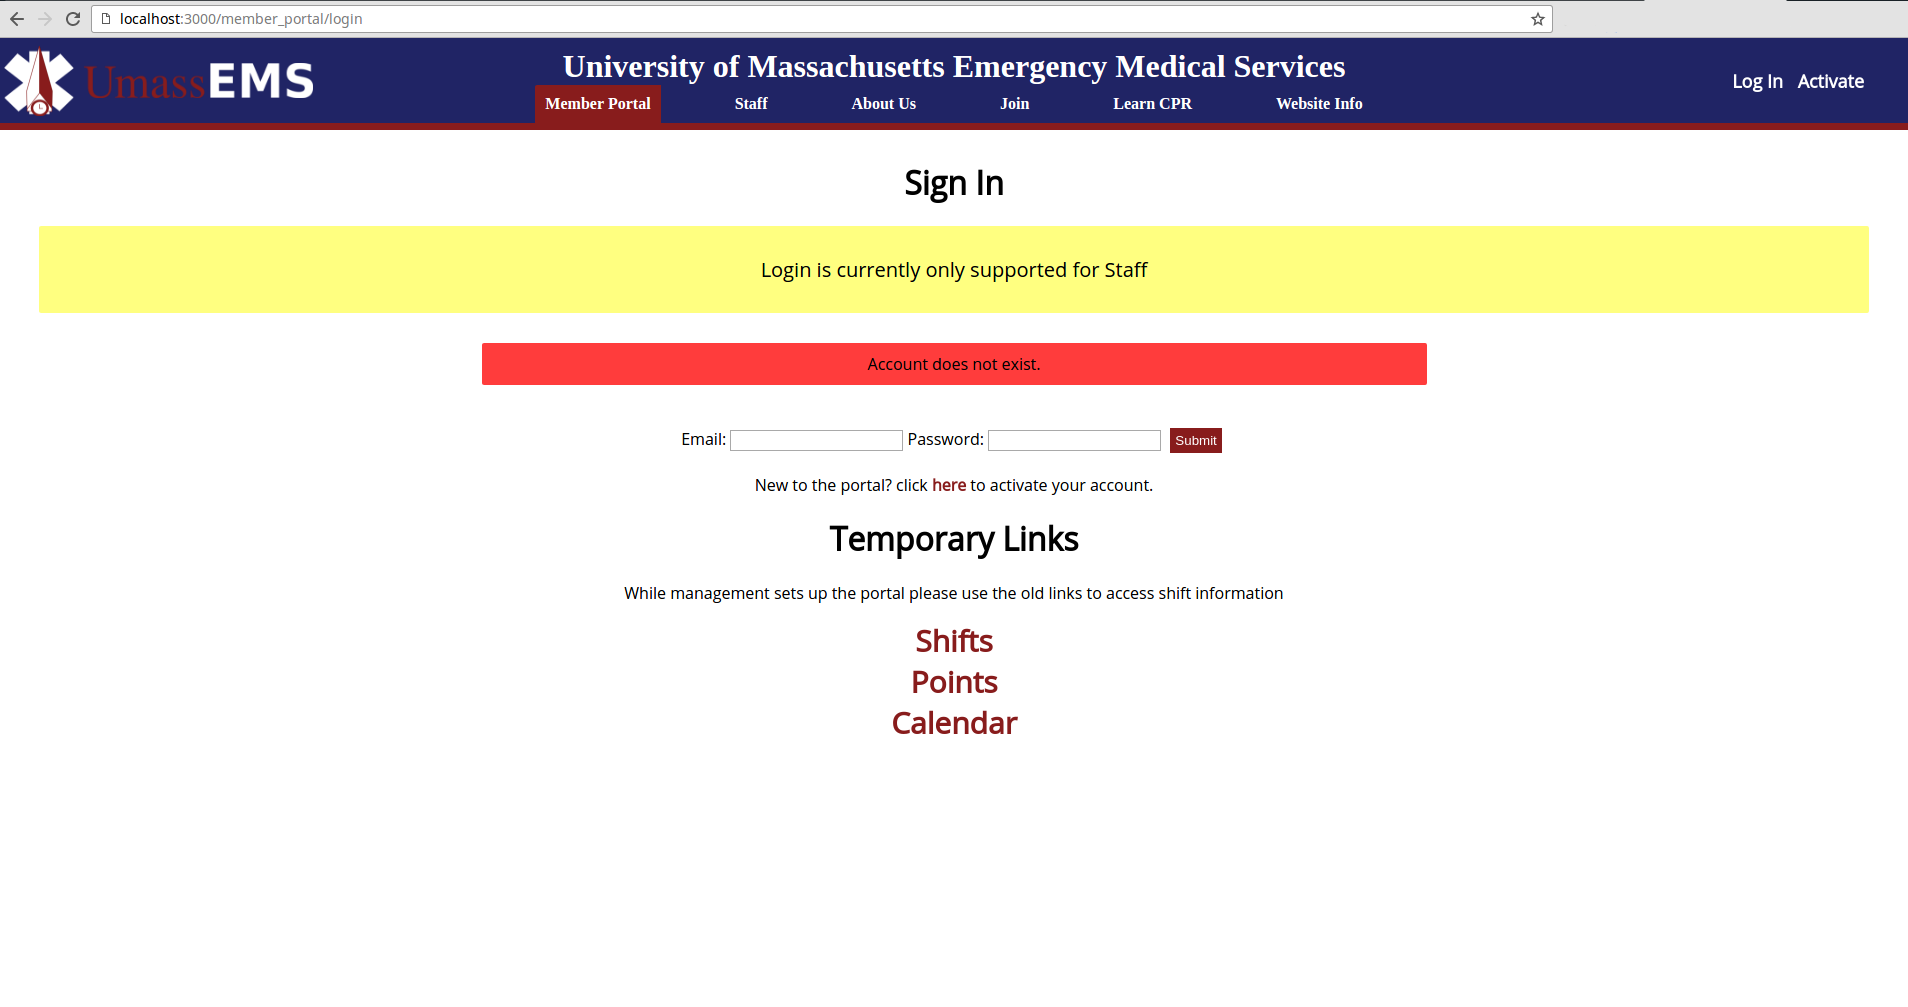 localhost:3000/member_portal/login
UmassEMS
University of Massachusetts Emergency Medical Services
Member Portal Staff About Us Join Learn CPR Website Info
Log In Activate
Sign In
Login is currently only supported for Staff
Account does not exist.
Email: Password: Submit
New to the portal? click here to activate your account.
Temporary Links
While management sets up the portal please use the old links to access shift information
Shifts
Points
Calendar